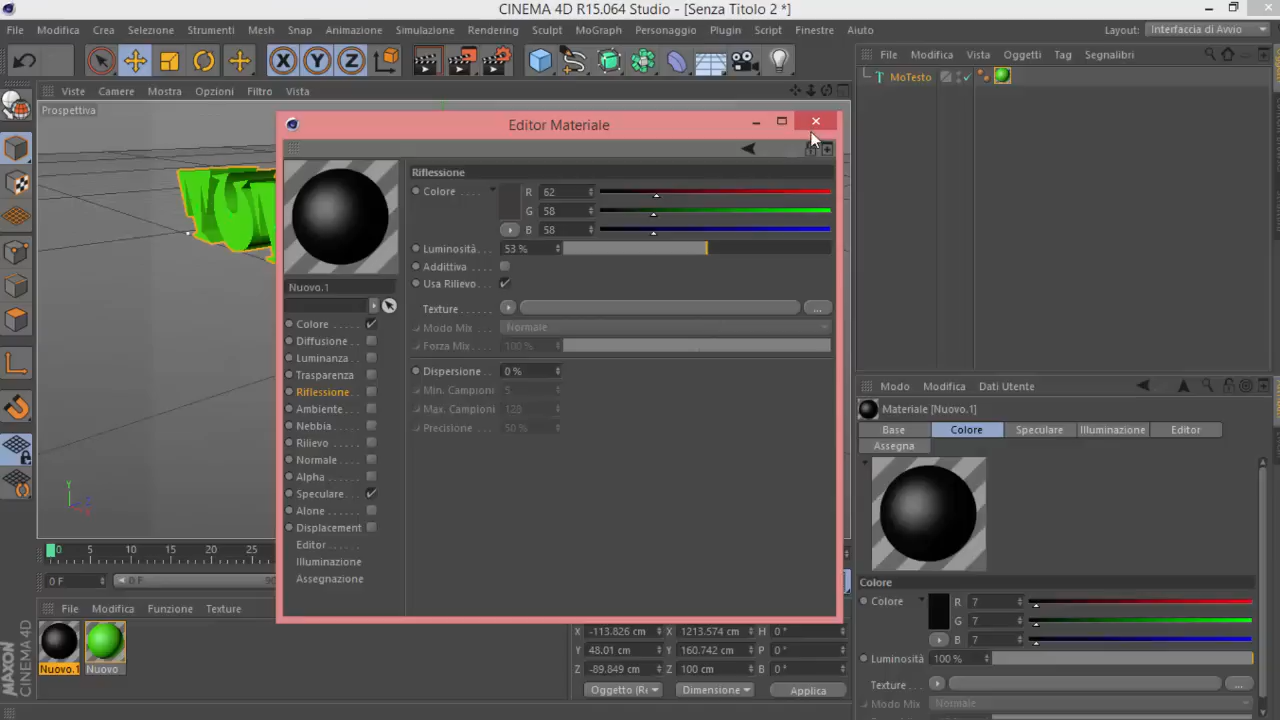 CINEMA 4D R15.064 Studio - [Senza Titolo 2 *]
File Modifica Crea Selezione Strumenti Mesh Snap Animazione Simulazione Rendering Sculpt MoGraph Personaggio Plugin Script Finestre Aiuto Layout: Interfaccia di Avvio
X Y Z
File Modifica Vista Oggetti Tag Segnalibri
MoTesto
Viste Camere Mostra Opzioni Filtro Vista
Prospettiva
Editor Materiale
Riflessione
Colore R 62
G 58
B 58
Luminosità 53 %
Addittiva
Usa Rilievo
Texture ...
Modo Mix Normale
Forza Mix 100 %
Dispersione 0 %
Min. Campioni 5
Max. Campioni 128
Precisione 50 %
Nuovo.1
Colore
Diffusione
Luminanza
Trasparenza
Riflessione
Ambiente
Nebbia
Rilievo
Normale
Alpha
Speculare
Alone
Displacement
Editor
Illuminazione
Assegnazione
Y
0 5 10 15 20 25
0 F 0 F
File Modifica Funzione Texture
Nuovo.1 Nuovo
MAXON CINEMA 4D
X -113.826 cm X 1213.574 cm H 0 °
Y 48.01 cm Y 160.742 cm P 0 °
Z -89.849 cm Z 100 cm B 0 °
Oggetto (Re Dimensione Applica
Modo Modifica Dati Utente
Materiale [Nuovo.1]
Base Colore Speculare Illuminazione Editor
Assegna
Colore
Colore R 7
G 7
B 7
Luminosità 100 %
Texture ...
Modo Mix Normale